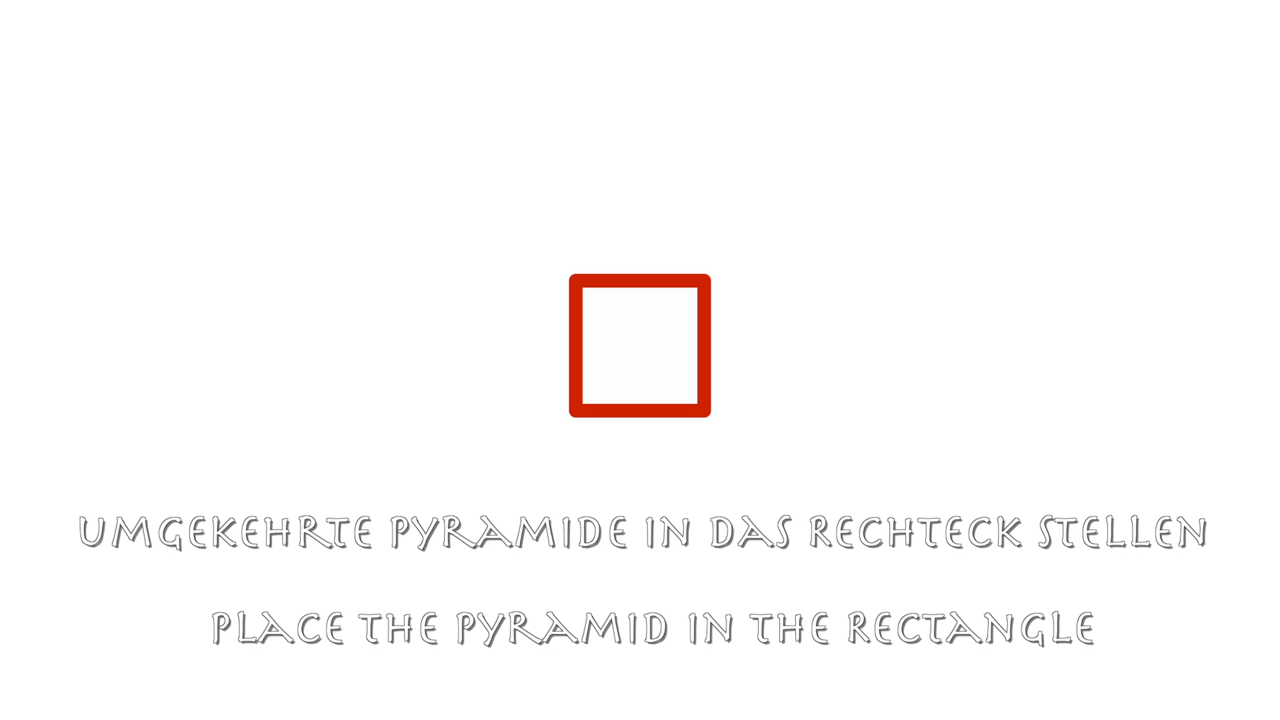 UMGEKEHRTE PYRAMIDE IN DAS RECHTECK STELLEN
PLACE THE PYRAMID IN THE RECTANGLE